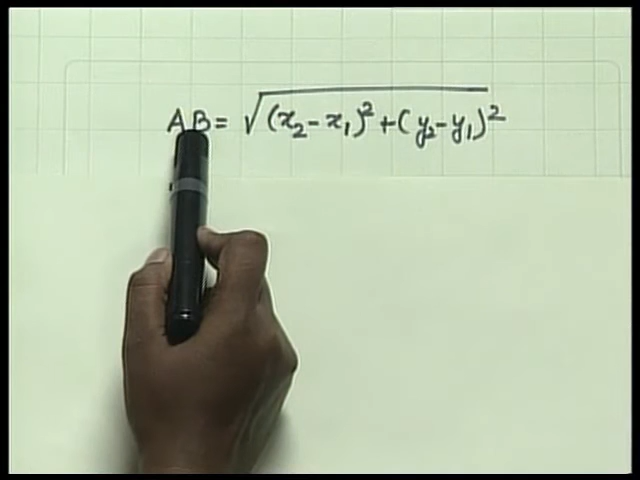 AB = √(x₂ - x₁)² + (y₂ - y₁)²